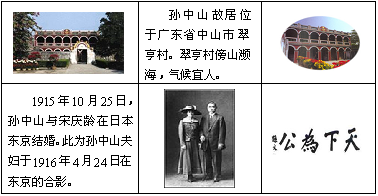 孙中山故居位
于广东省中山市翠
亨村。翠亨村傍山濒
海，气候宜人。
1915年10月25日，
孙中山与宋庆龄在日本
东京结婚。此为孙中山夫
妇于1916年4月24日在
东京的合影。
公為下天